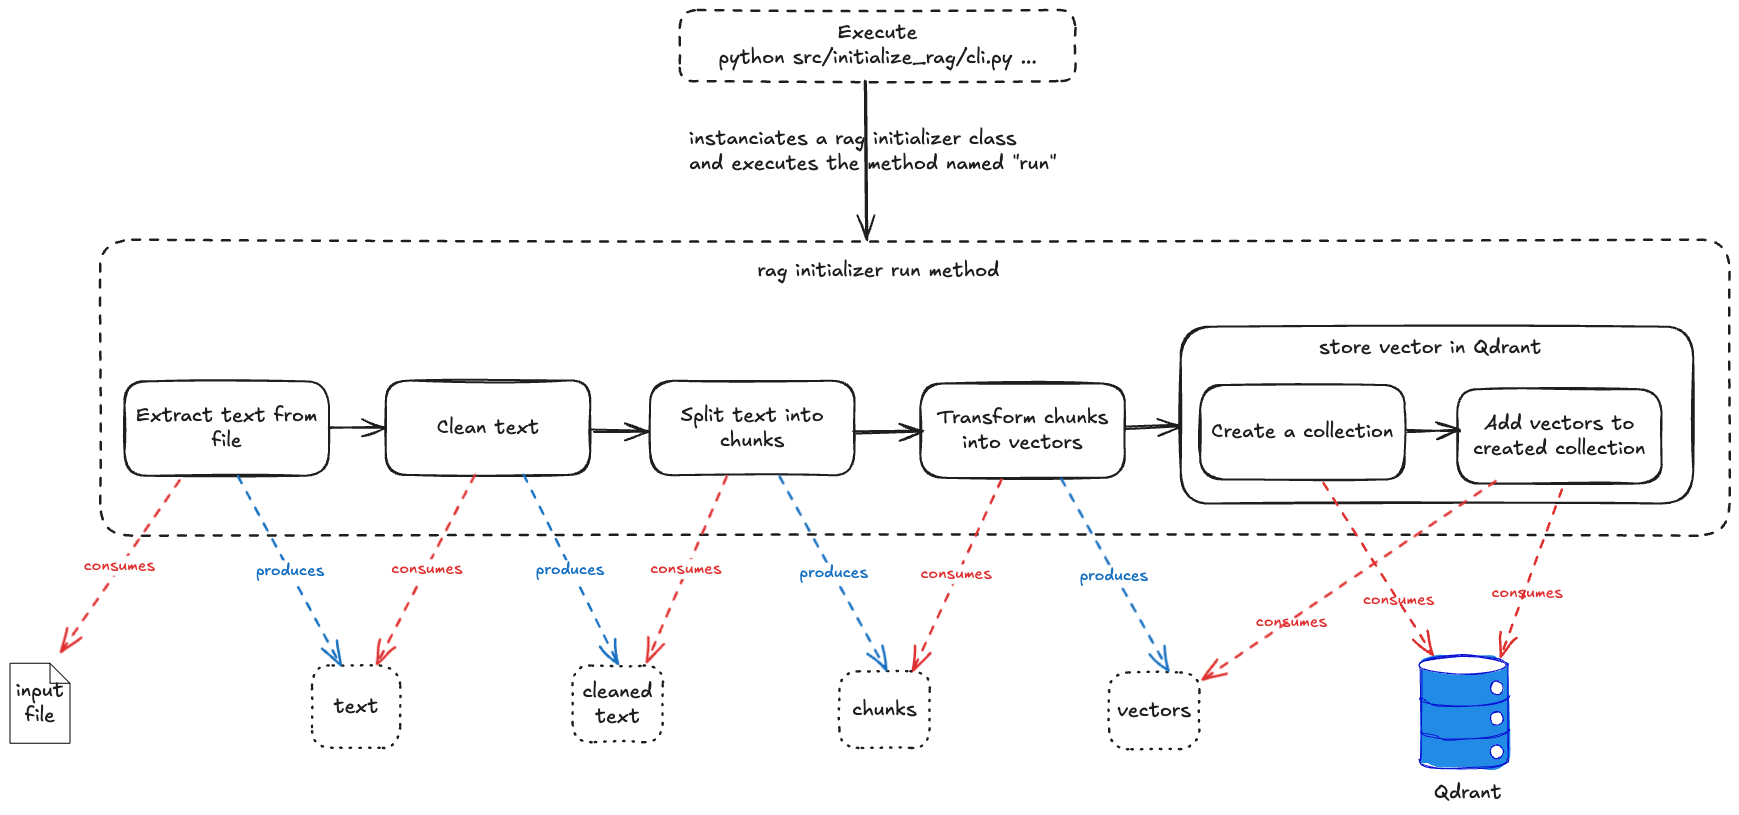 Execute
python src/initialize_rag/cli.py ...
instanciates a rag initializer class
and executes the method named "run"
rag initializer run method
store vector in Qdrant
Extract text from
file
Clean text
Split text into
chunks
Transform chunks
into vectors
Create a collection
Add vectors to
created collection
consumes
produces
consumes
produces
consumes
produces
consumes
produces
consumes
consumes
consumes
input
file
text
cleaned
text
chunks
vectors
Qdrant